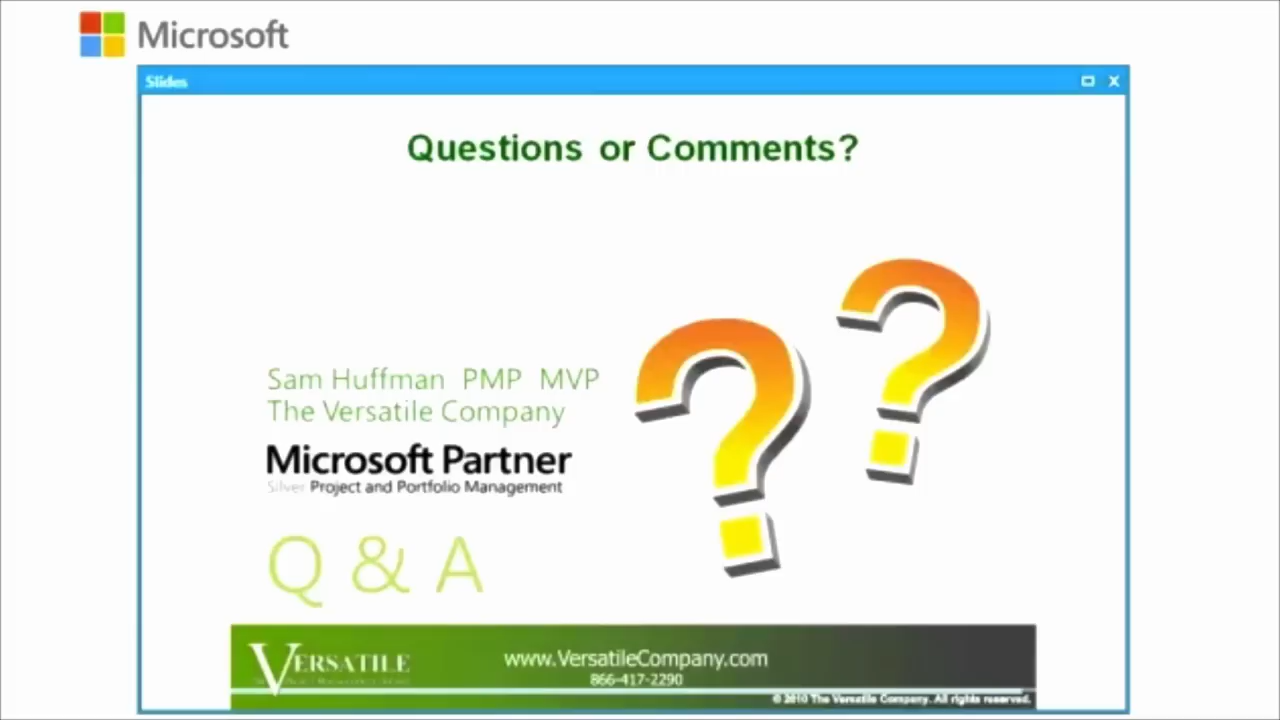 Microsoft
Slides
Questions or Comments?
Sam Huffman PMP MVP
The Versatile Company
Microsoft Partner
Silver Project and Portfolio Management
Q & A
VERSATILE
www.VersatileCompany.com
866-417-2290
© 2010 The Versatile Company. All rights reserved.